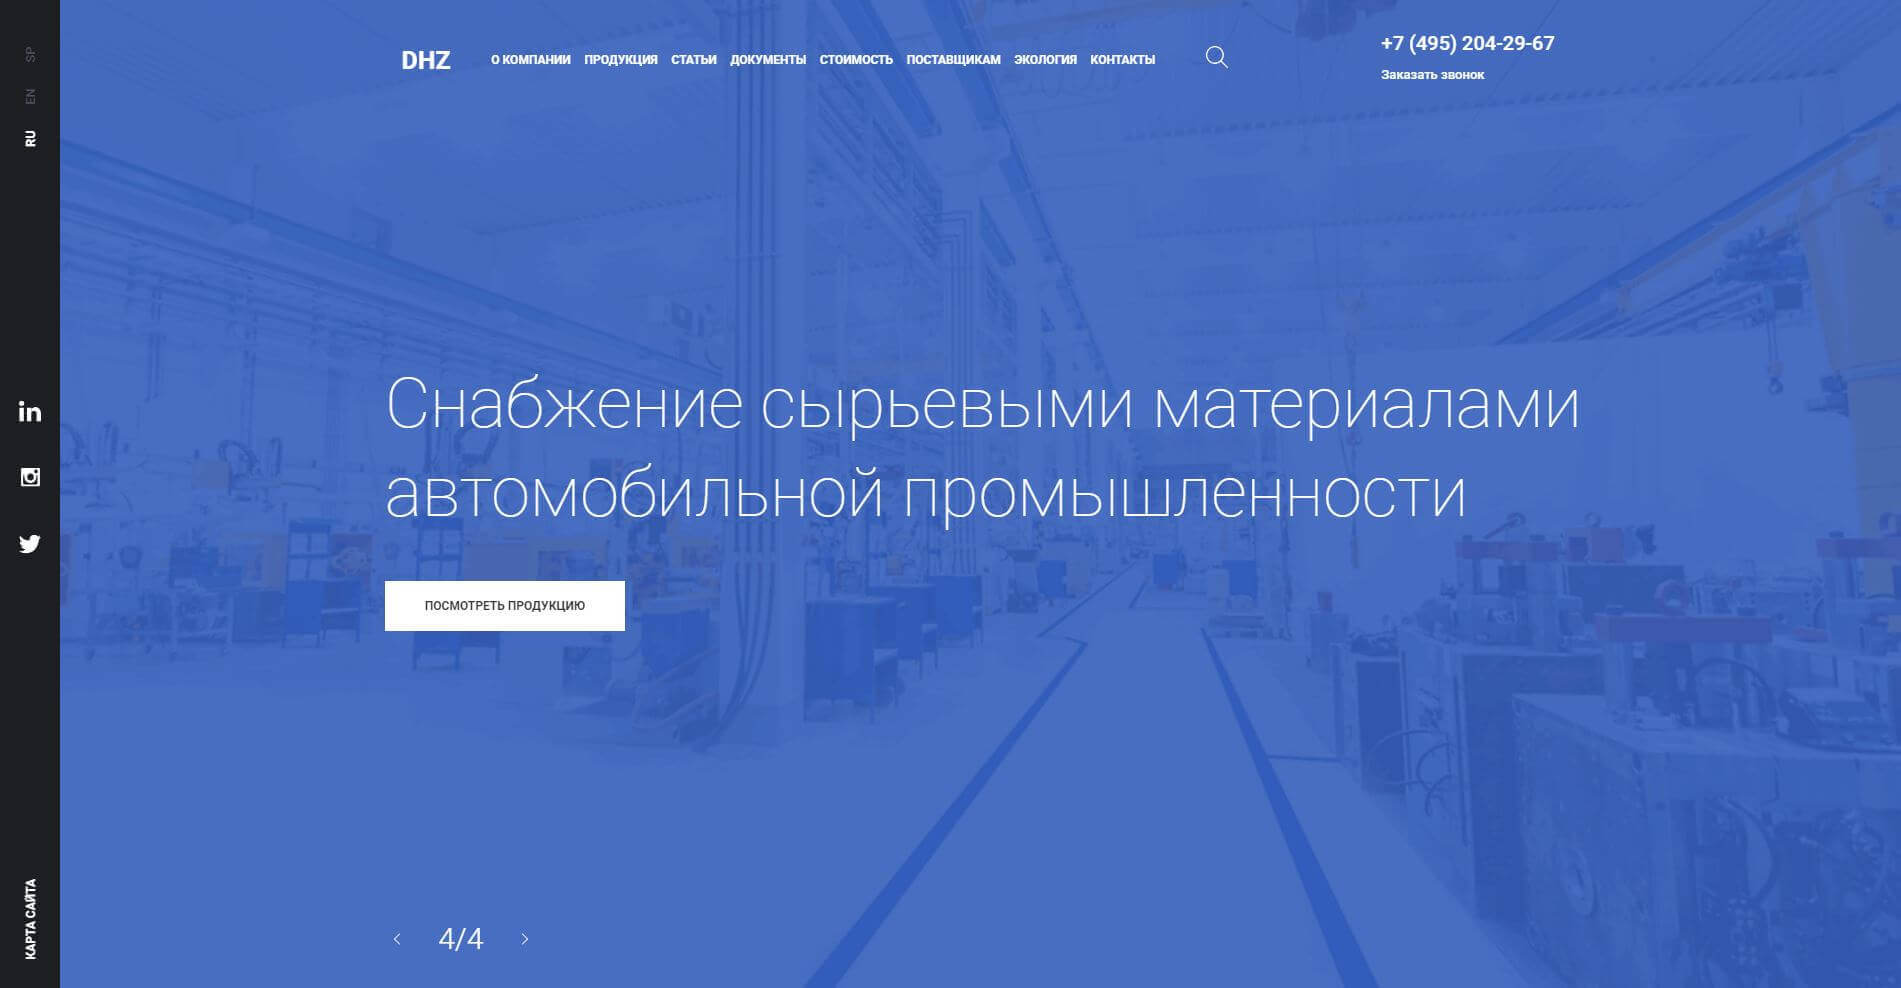 SP
EN
RU
КАРТА САЙТА
DHZ
О КОМПАНИИ ПРОДУКЦИЯ СТАТЬИ ДОКУМЕНТЫ СТОИМОСТЬ ПОСТАВЩИКАМ ЭКОЛОГИЯ КОНТАКТЫ
+7 (495) 204-29-67
Заказать звонок
Снабжение сырьевыми материалами
автомобильной промышленности
ПОСМОТРЕТЬ ПРОДУКЦИЮ
4/4